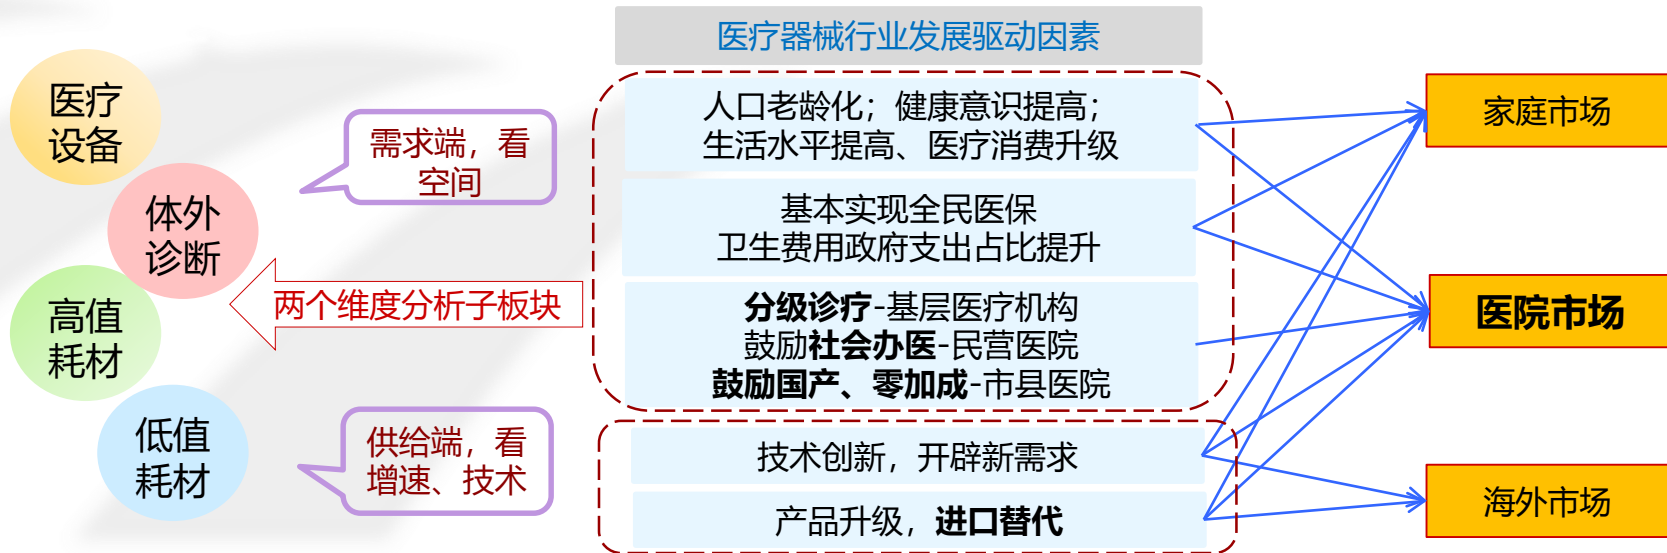 医疗器械行业发展驱动因素
医疗
设备
体外
诊断
高值
耗材
低值
耗材
需求端，看
空间
两个维度分析子板块
供给端，看
增速、技术
人口老龄化；健康意识提高；
生活水平提高、医疗消费升级
基本实现全民医保
卫生费用政府支出占比提升
分级诊疗-基层医疗机构
鼓励社会办医-民营医院
鼓励国产、零加成-市县医院
技术创新，开辟新需求
产品升级，进口替代
家庭市场
医院市场
海外市场